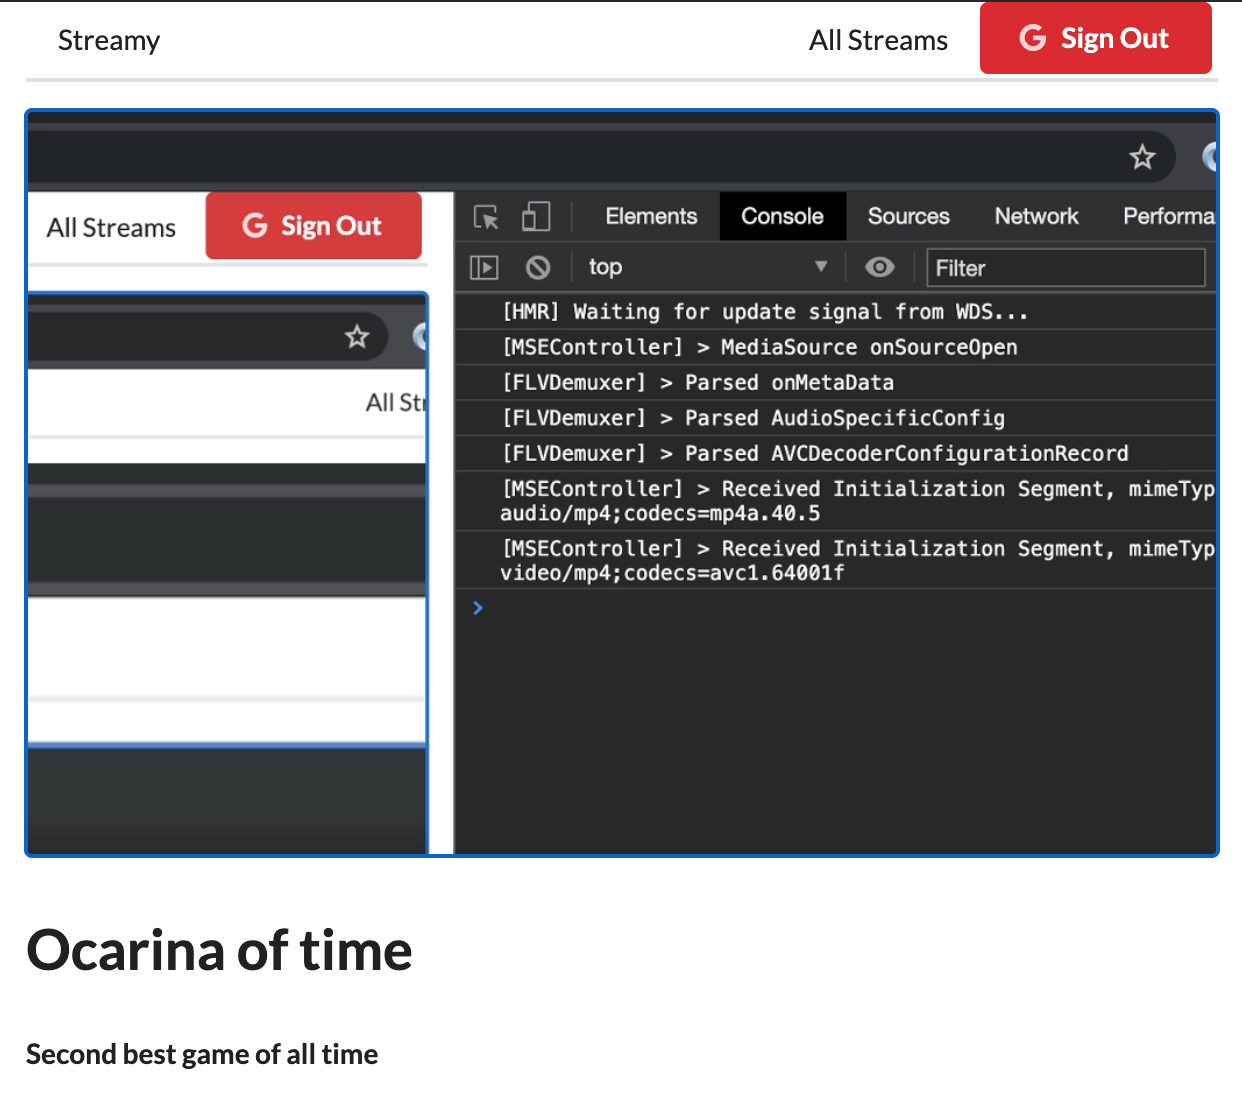 Streamy
All Streams
Sign Out
All Streams
Sign Out
All Str
Elements
Console
Sources
Network
Performa
top
Filter
[HMR] Waiting for update signal from WDS...
[MSEController] > MediaSource onSourceOpen
[FLVDemuxer] > Parsed onMetaData
[FLVDemuxer] > Parsed AudioSpecificConfig
[FLVDemuxer] > Parsed AVCDecoderConfigurationRecord
[MSEController] > Received Initialization Segment, mimeTyp
audio/mp4;codecs=mp4a.40.5
[MSEController] > Received Initialization Segment, mimeTyp
video/mp4;codecs=avc1.64001f
>
Ocarina of time
Second best game of all time